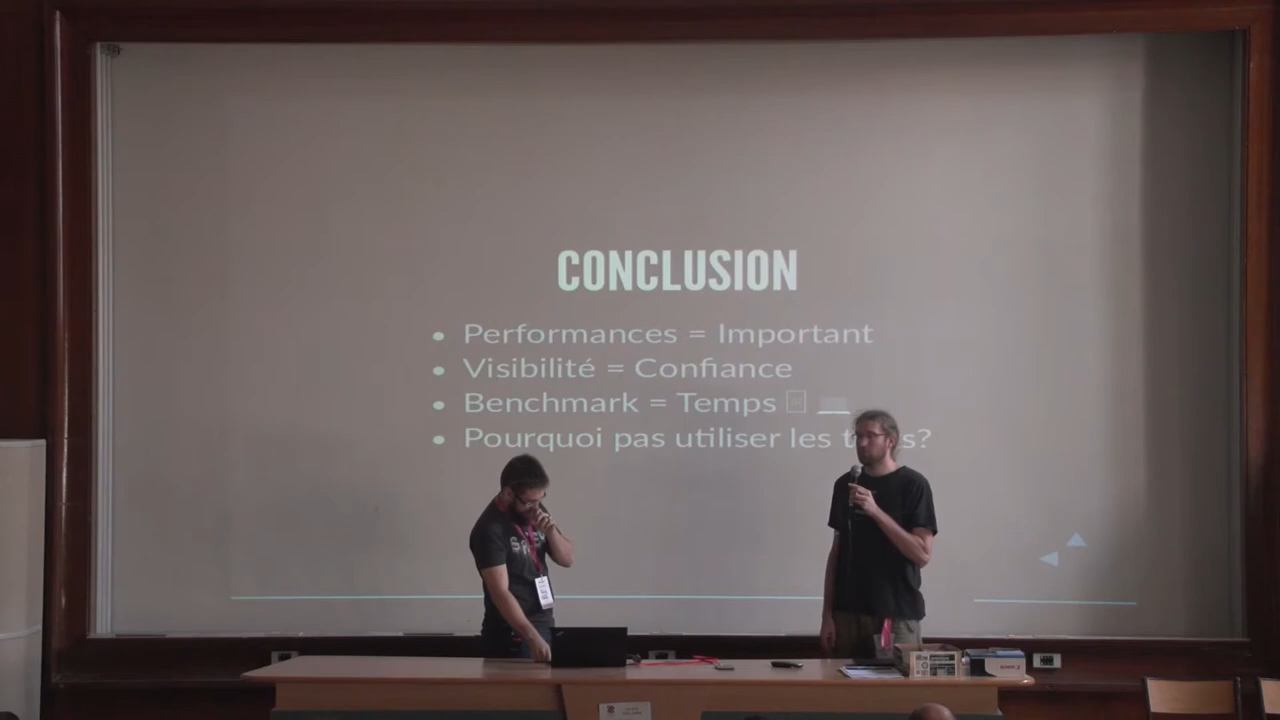 CONCLUSION
• Performances = Important
• Visibilité = Confiance
• Benchmark = Temps
• Pourquoi pas utiliser les